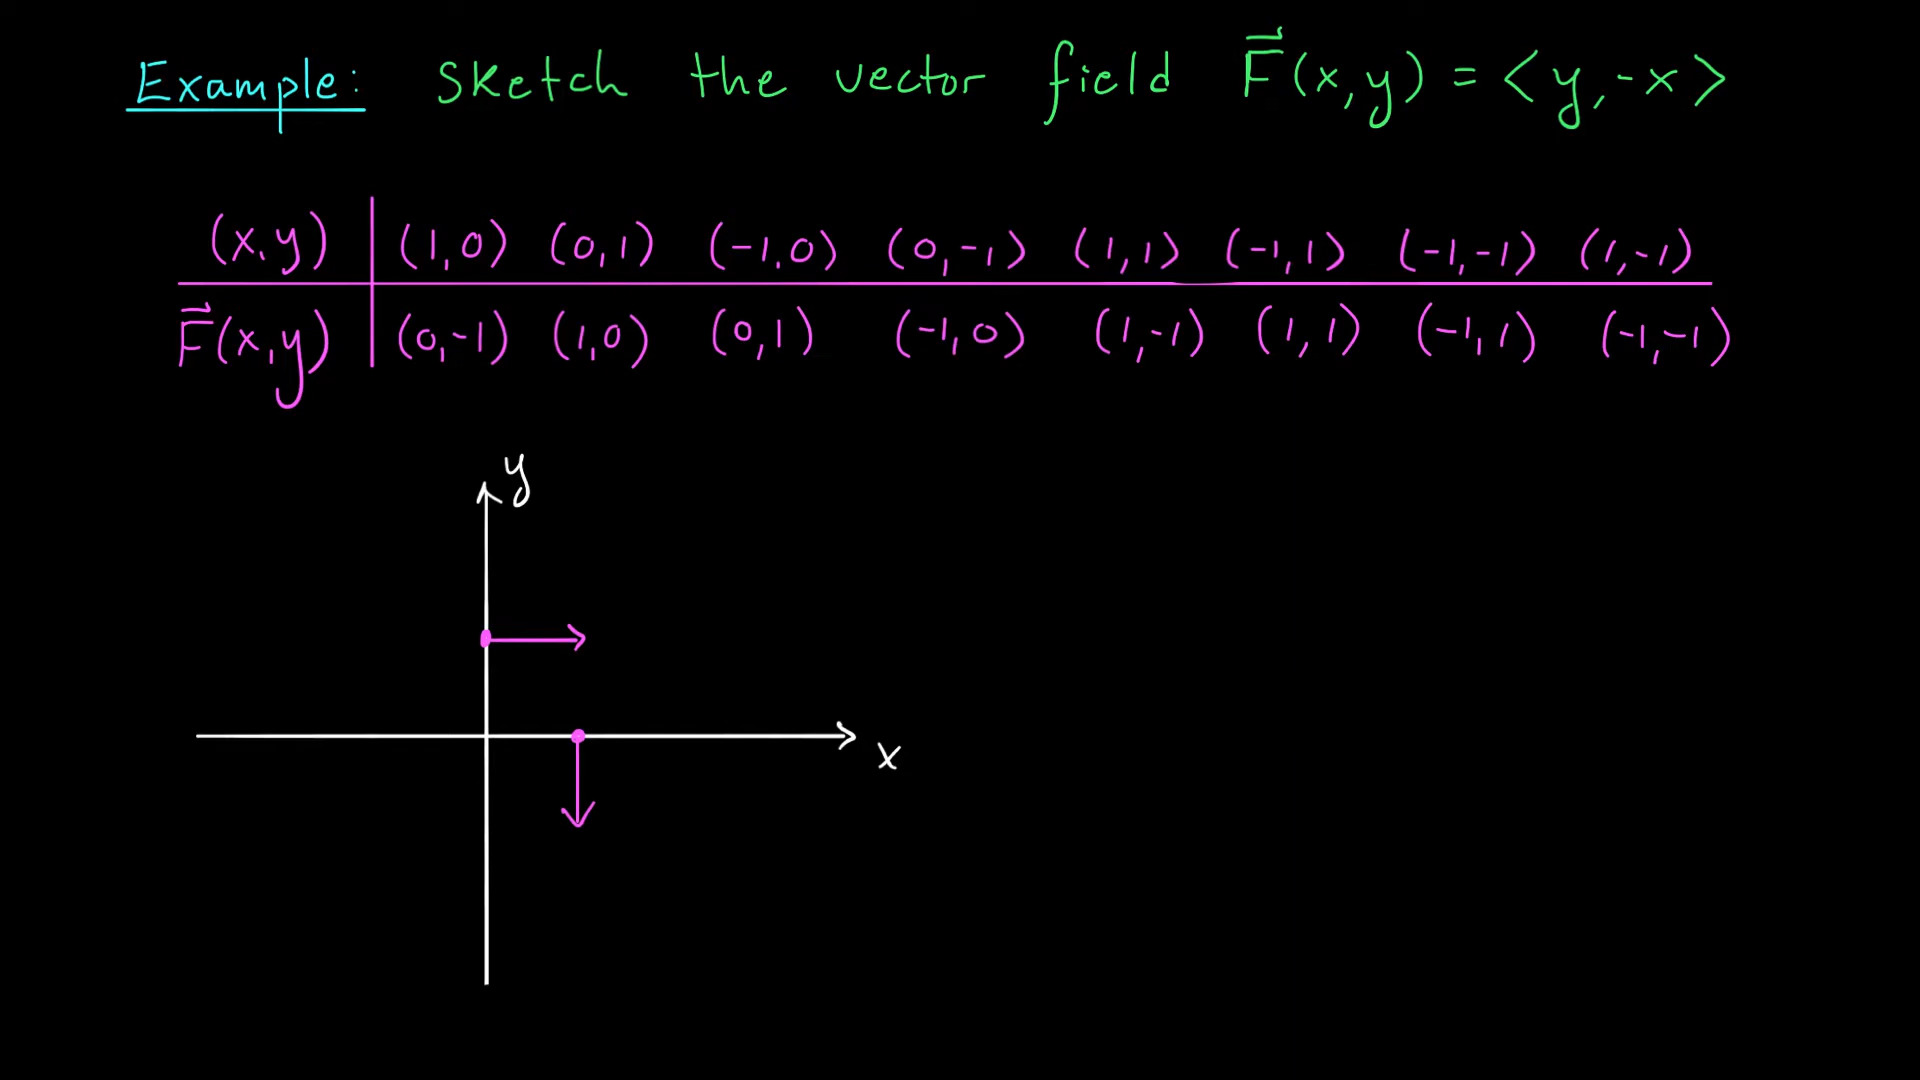 Example: Sketch the vector field F⃗(x,y) = <y,-x>
(x,y) (1,0) (0,1) (-1,0) (0,-1) (1,1) (-1,1) (-1,-1) (1,-1)
F⃗(x,y) (0,-1) (1,0) (0,1) (-1,0) (1,-1) (1,1) (-1,1) (-1,-1)
y
x